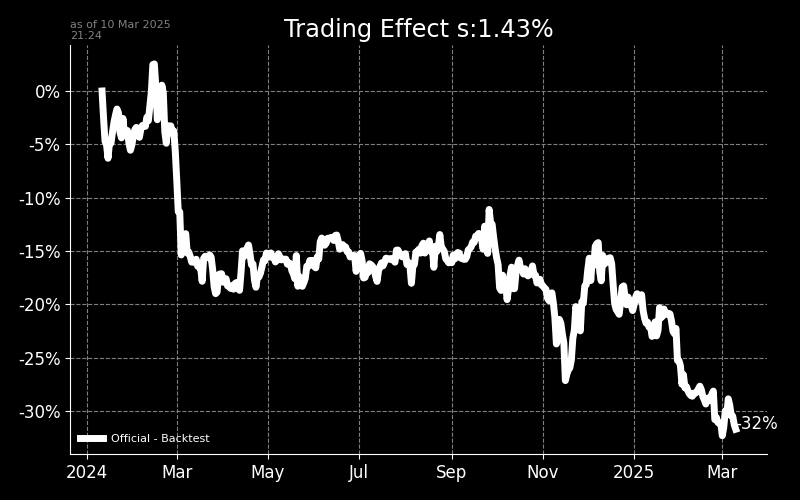 as of 10 Mar 2025
21:24
Trading Effect s:1.43%
0%
-5%
-10%
-15%
-20%
-25%
-30%
-32%
Official - Backtest
2024 Mar May Jul Sep Nov 2025 Mar